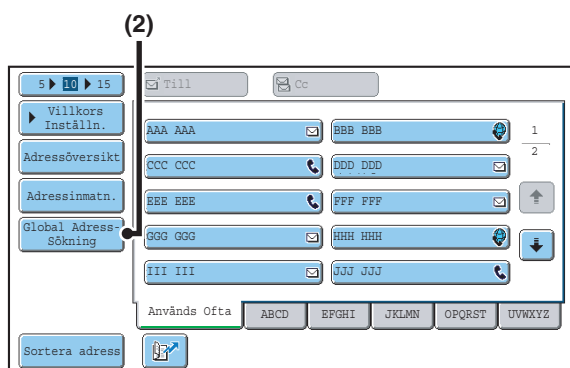 (2)
5 10 15
Till
Cc
Villkors
Inställn.
Adressöversikt
Adressinmatn.
Global Adress-
Sökning
AAA AAA
BBB BBB
CCC CCC
DDD DDD
EEE EEE
FFF FFF
GGG GGG
HHH HHH
III III
JJJ JJJ
1
2
Används Ofta
ABCD
EFGHI
JKLMN
OPQRST
UVWXYZ
Sortera adress